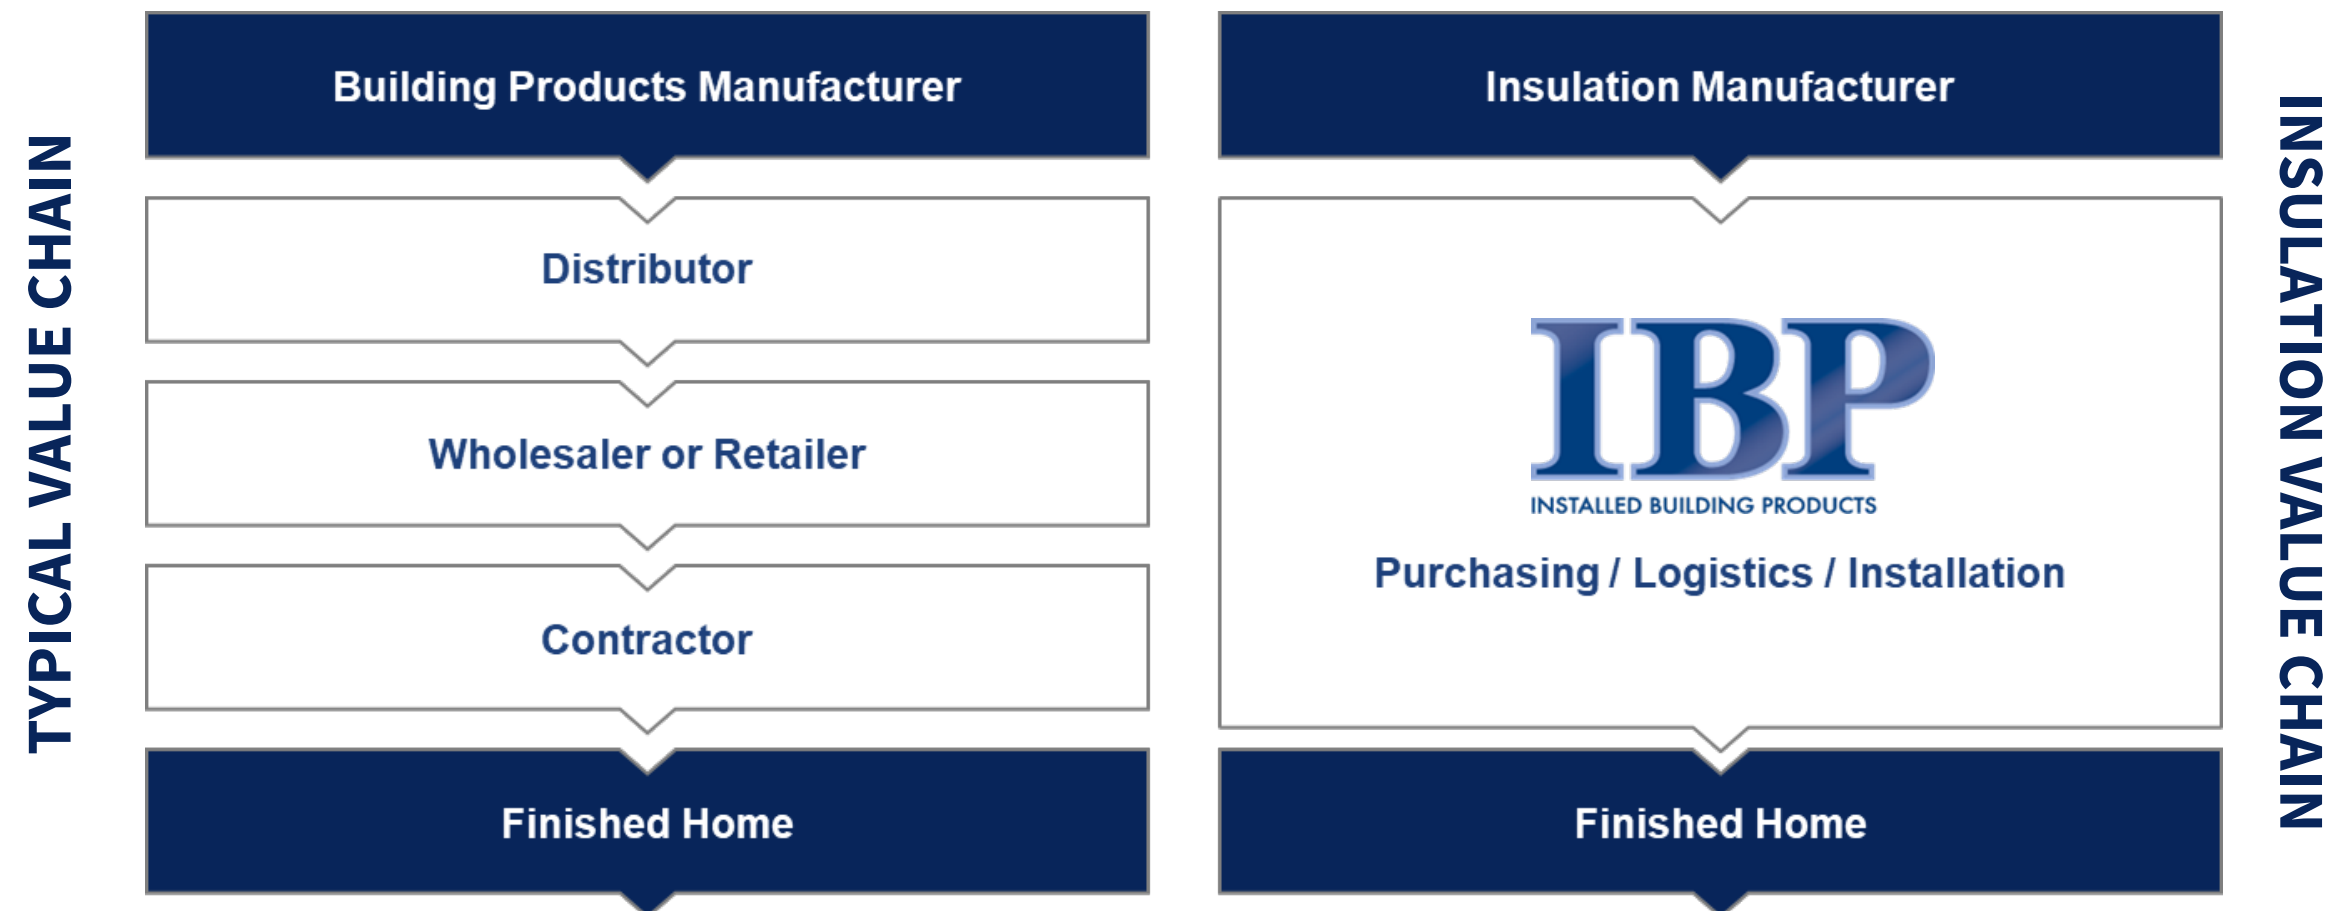 TYPICAL VALUE CHAIN
Building Products Manufacturer
Distributor
Wholesaler or Retailer
Contractor
Finished Home
Insulation Manufacturer
IBP
INSTALLED BUILDING PRODUCTS
Purchasing / Logistics / Installation
Finished Home
INSULATION VALUE CHAIN